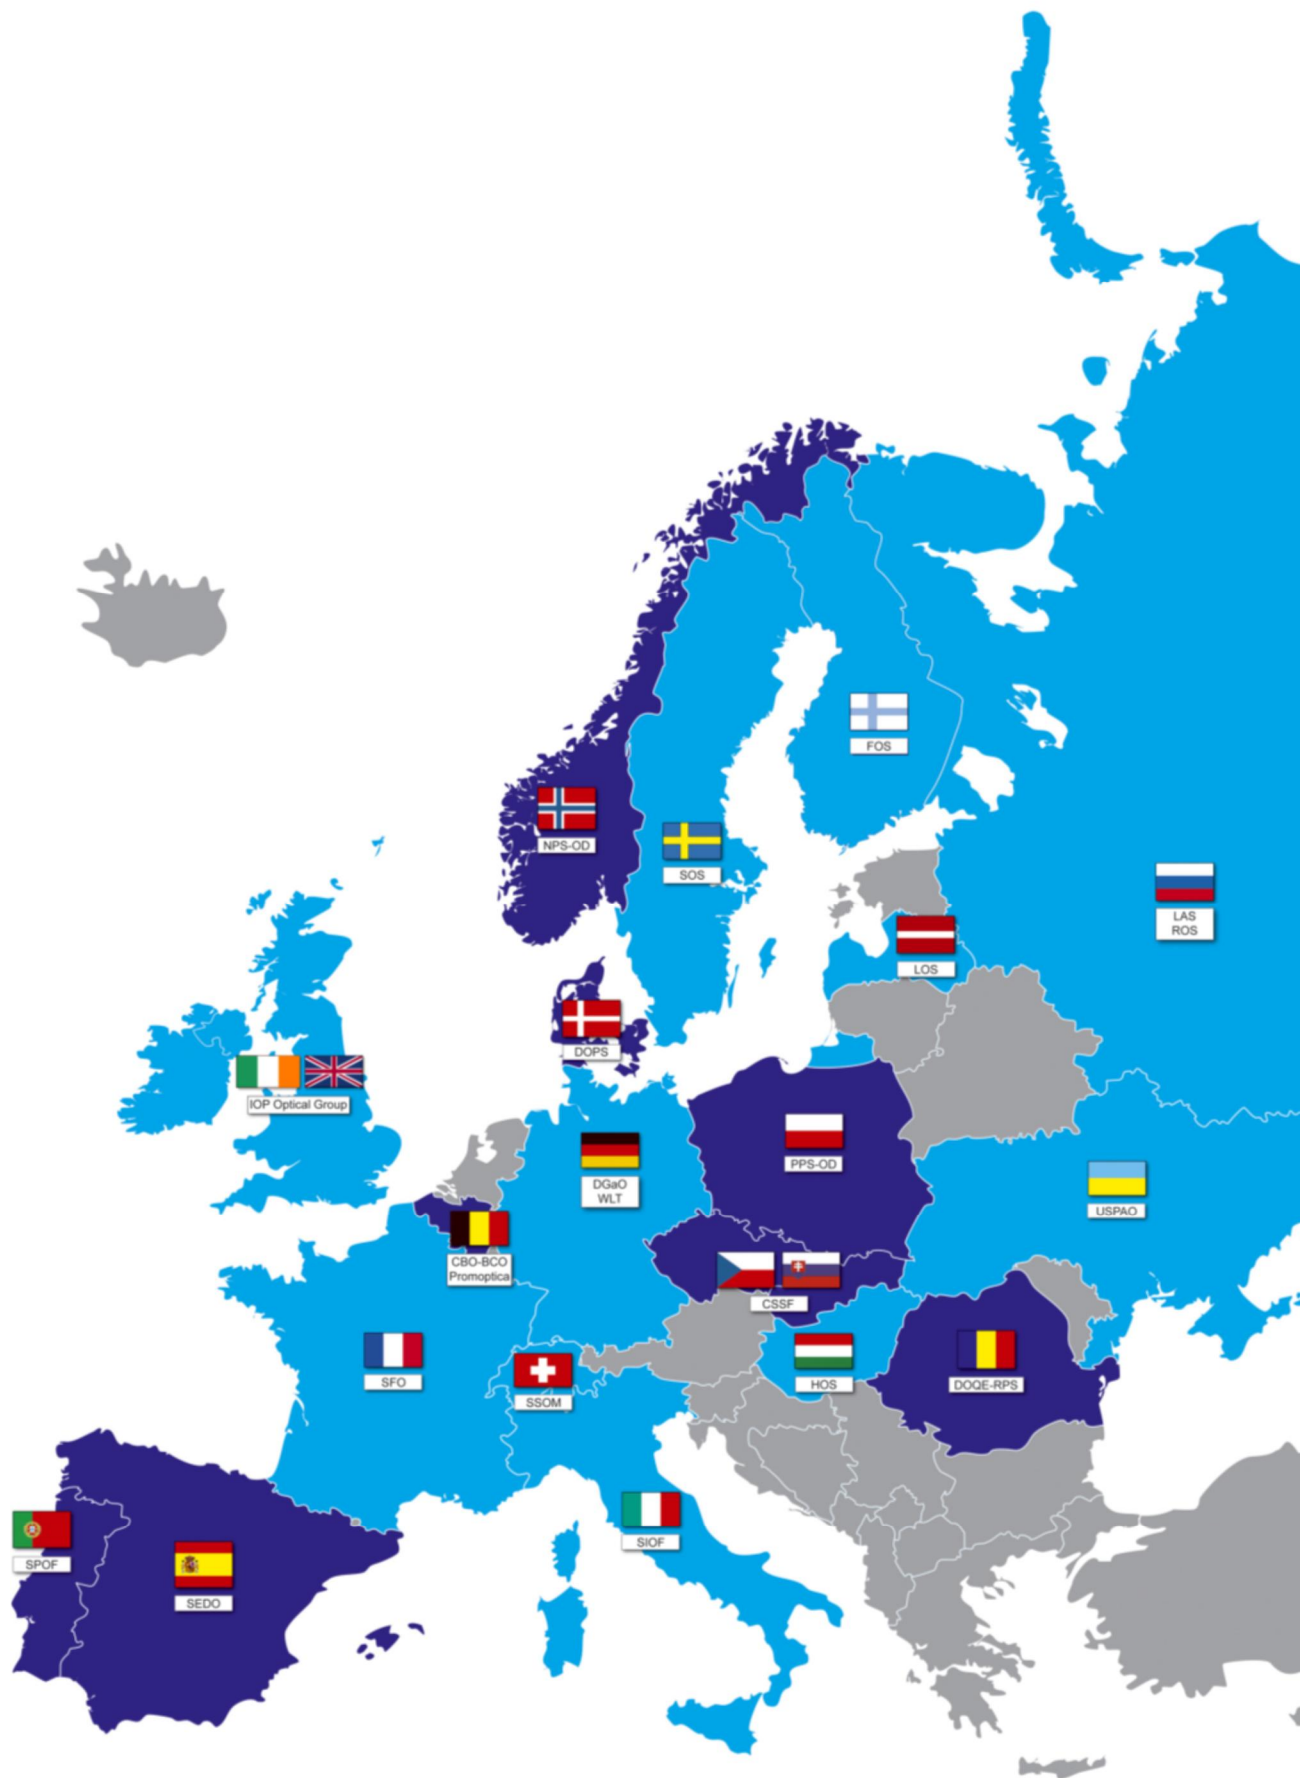 FOS
NPS-OD
SOS
LAS
ROS
LOS
DOPS
IOP Optical Group
PPS-OD
DGaO
WLT
USPAO
CBO-BCO
Promoptica
CSSF
SFO
SSOM
HOS
DOQE-RPS
SIOF
SPOF
SEDO